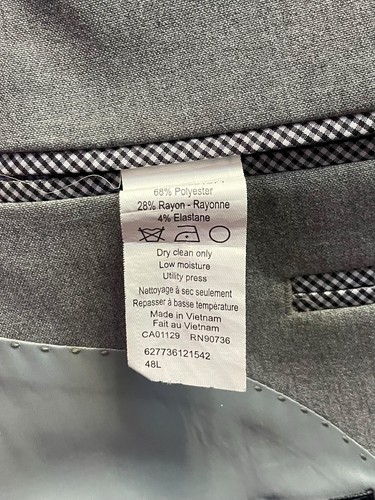 68% Polyester
28% Rayon - Rayonne
4% Elastane
Dry clean only
Low moisture
Utility press
Nettoyage à sec seulement
Repasser à basse température
Made in Vietnam
Fait au Vietnam
CA01129 RN90736
627736121542
48L